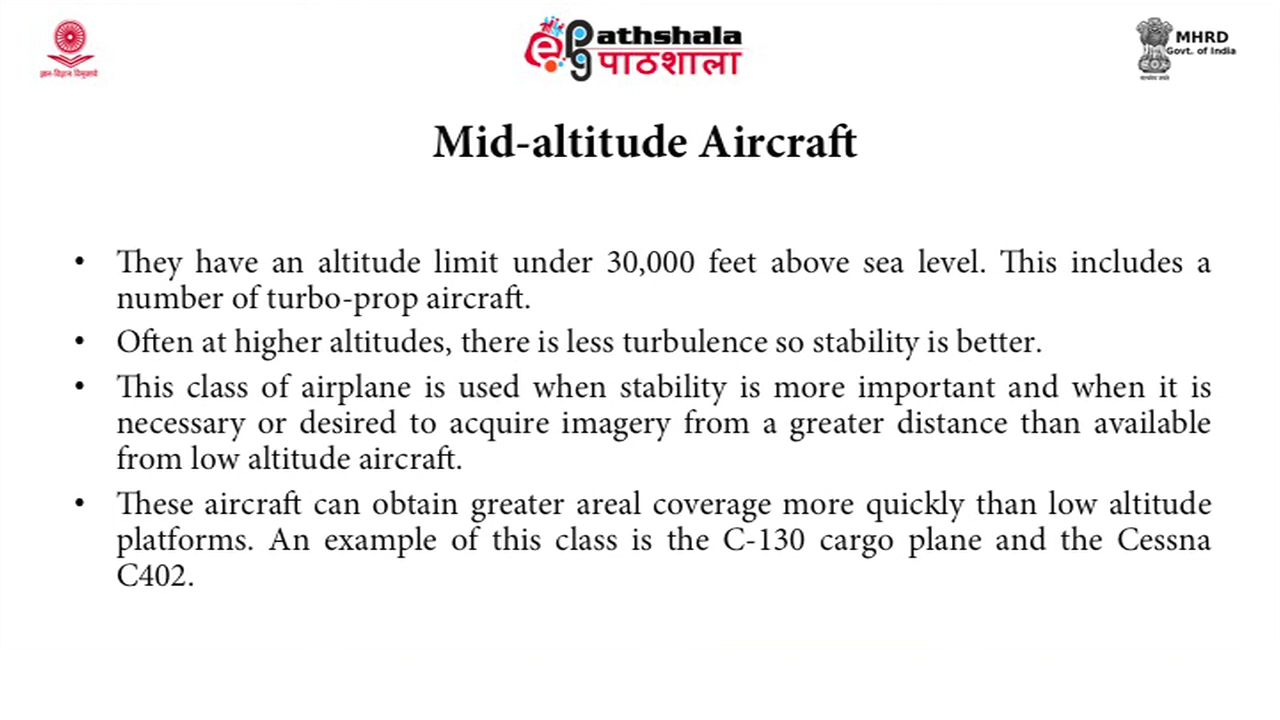 ज्ञान-विज्ञान विमुक्तये
epgathshala
पाठशाला
MHRD
Govt. of India
सत्यमेव जयते
Mid-altitude Aircraft
• They have an altitude limit under 30,000 feet above sea level. This includes a
number of turbo-prop aircraft.
• Often at higher altitudes, there is less turbulence so stability is better.
• This class of airplane is used when stability is more important and when it is
necessary or desired to acquire imagery from a greater distance than available
from low altitude aircraft.
• These aircraft can obtain greater areal coverage more quickly than low altitude
platforms. An example of this class is the C-130 cargo plane and the Cessna
C402.